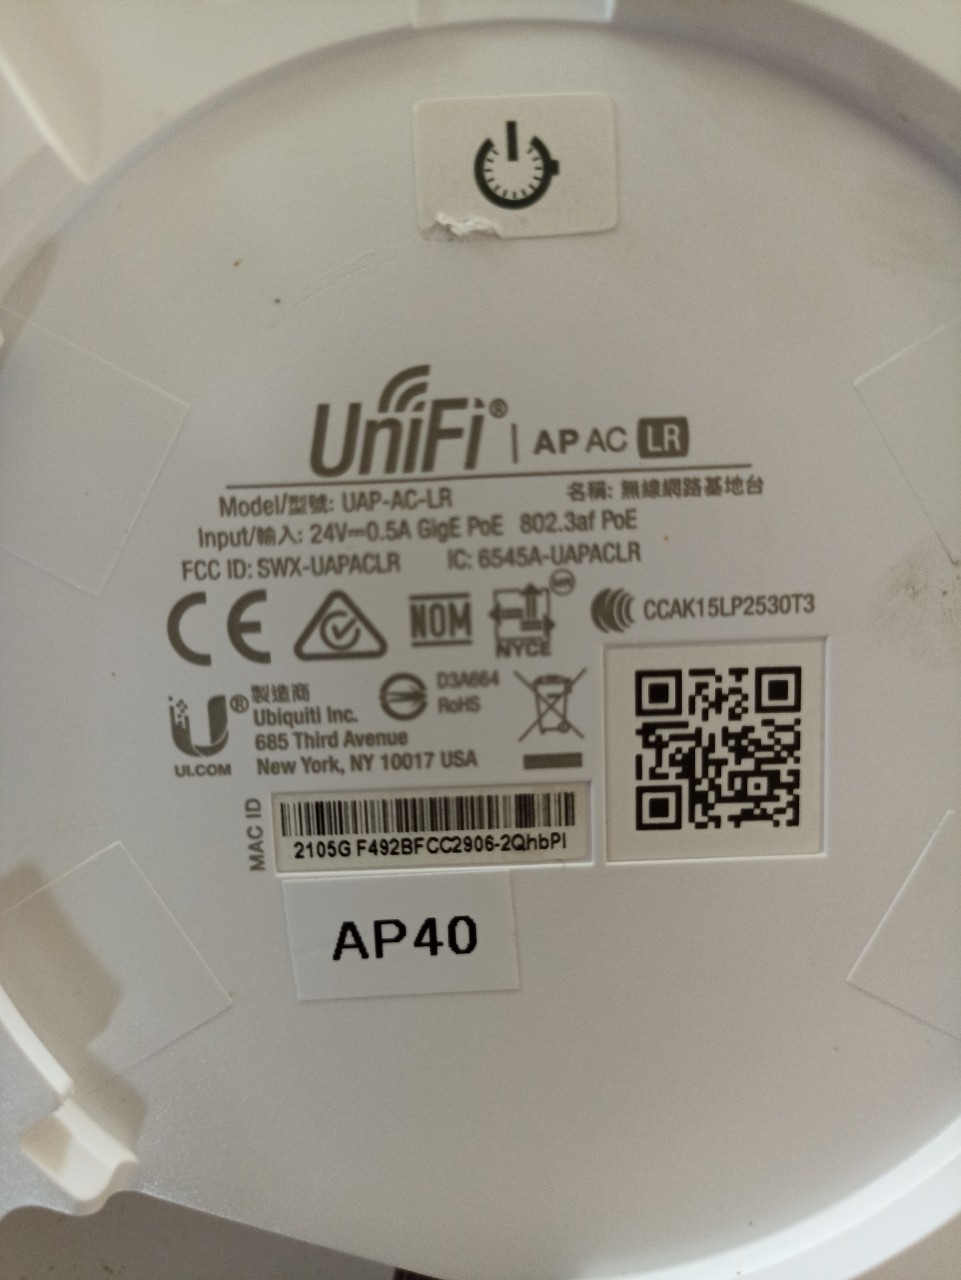 UniFi® | AP AC LR
Model/型號: UAP-AC-LR 名稱: 無線網路基地台
Input/輸入: 24V⎓0.5A GigE PoE 802.3af PoE
FCC ID: SWX-UAPACLR IC: 6545A-UAPACLR
CE NOM NYCE CCAK15LP2530T3
U® 製造商
Ubiquiti Inc.
685 Third Avenue
New York, NY 10017 USA
UI.COM
D3A664
RoHS
MAC ID
2105G F492BFCC2906-2QhbPI
AP40